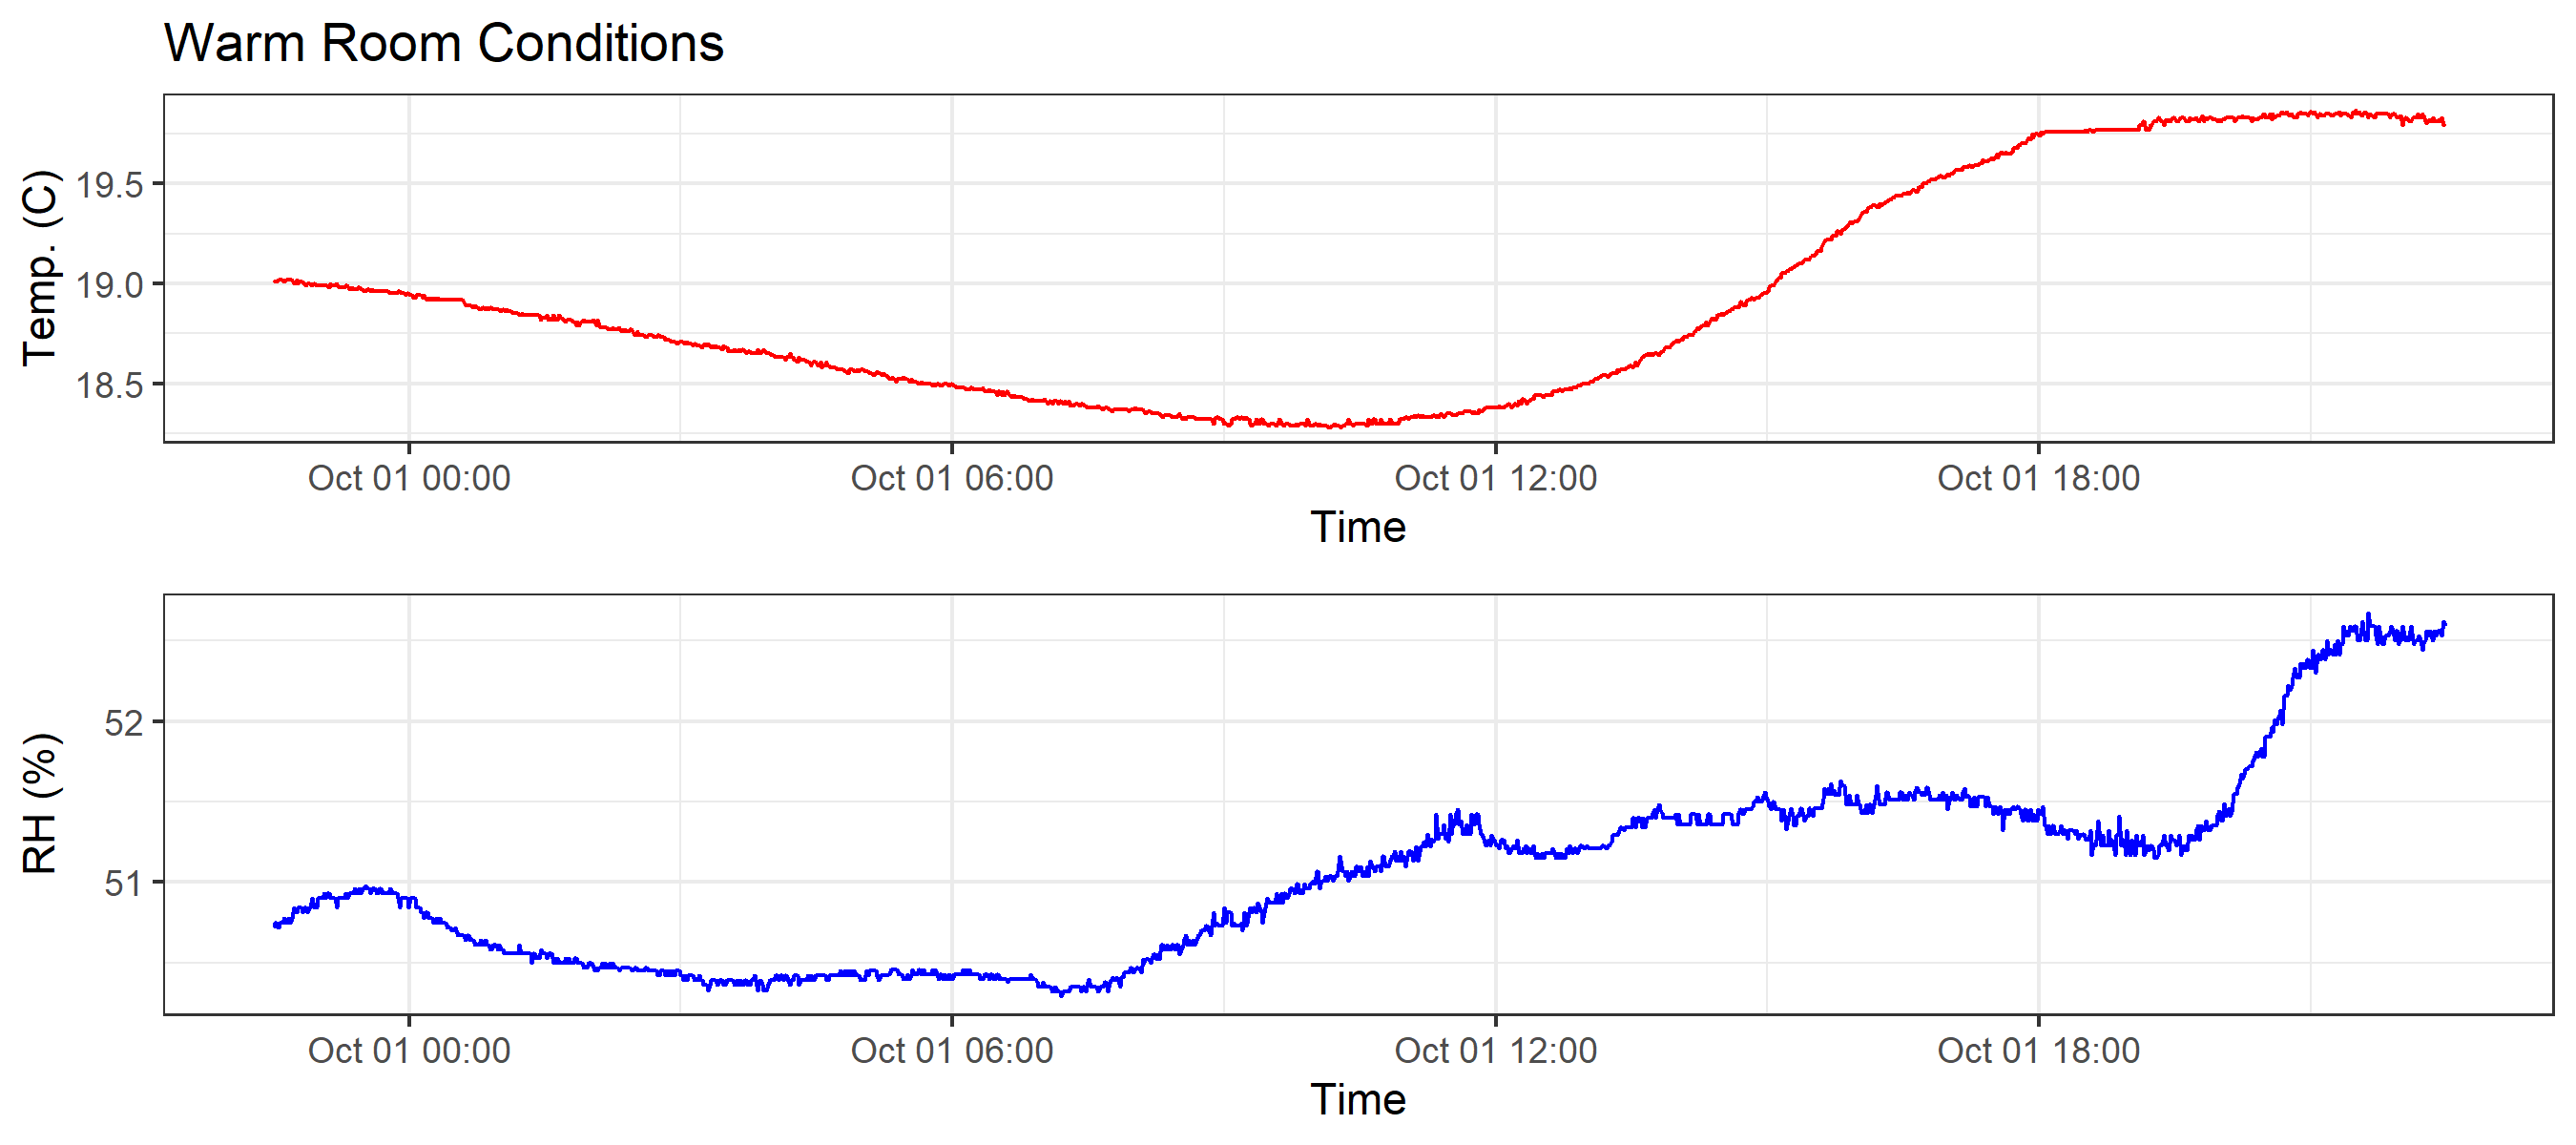 Warm Room Conditions
Temp. (C)
19.5
19.0
18.5
Oct 01 00:00 Oct 01 06:00 Oct 01 12:00 Oct 01 18:00
Time
RH (%)
52
51
Oct 01 00:00 Oct 01 06:00 Oct 01 12:00 Oct 01 18:00
Time